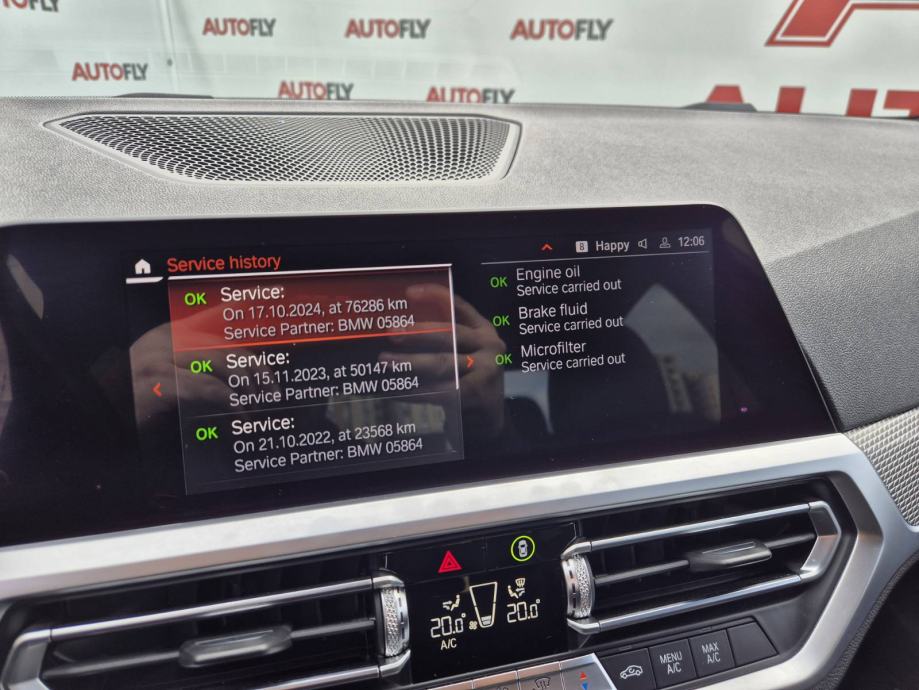 AUTOFLY
AUTOFLY
AUTOFLY
AUTOFLY
AUTOFLY
AUTOFLY
Service history
8 Happy 12:06
OK Service:
On 17.10.2024, at 76286 km
Service Partner: BMW 05864
OK Service:
On 15.11.2023, at 50147 km
Service Partner: BMW 05864
OK Service:
On 21.10.2022, at 23568 km
Service Partner: BMW 05864
OK Engine oil
Service carried out
OK Brake fluid
Service carried out
OK Microfilter
Service carried out
20.0°
20.0°
A/C
MENU
A/C
MAX
A/C